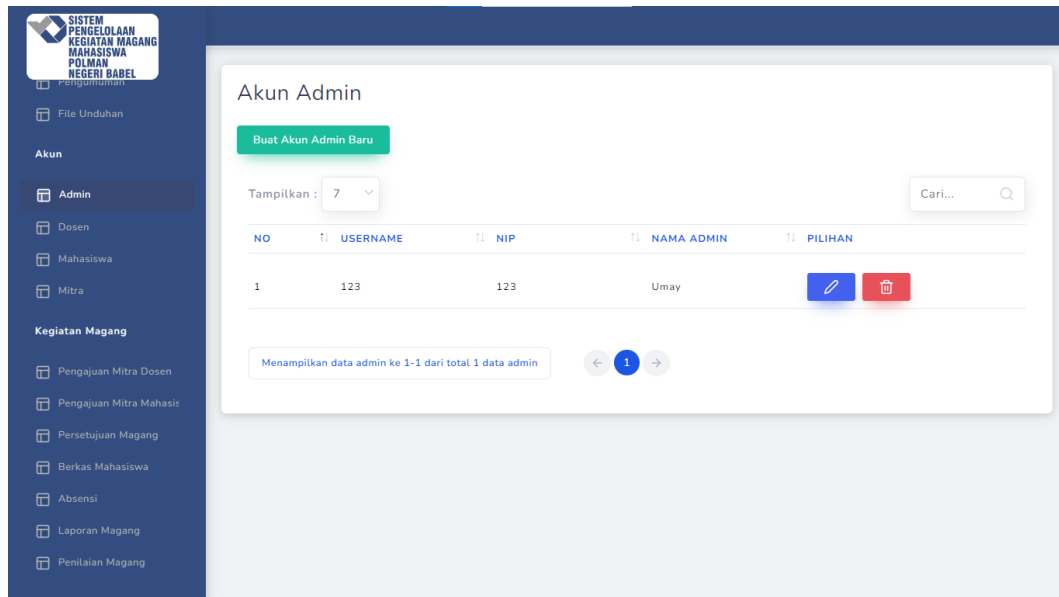 SISTEM
PENGELOLAAN
KEGIATAN MAGANG
MAHASISWA
POLMAN
NEGERI BABEL
Pengumuman
File Unduhan
Akun
Admin
Dosen
Mahasiswa
Mitra
Kegiatan Magang
Pengajuan Mitra Dosen
Pengajuan Mitra Mahasis
Persetujuan Magang
Berkas Mahasiswa
Absensi
Laporan Magang
Penilaian Magang
Akun Admin
Buat Akun Admin Baru
Tampilkan : 7
Cari...
NO USERNAME NIP NAMA ADMIN PILIHAN
1 123 123 Umay
Menampilkan data admin ke 1-1 dari total 1 data admin
1